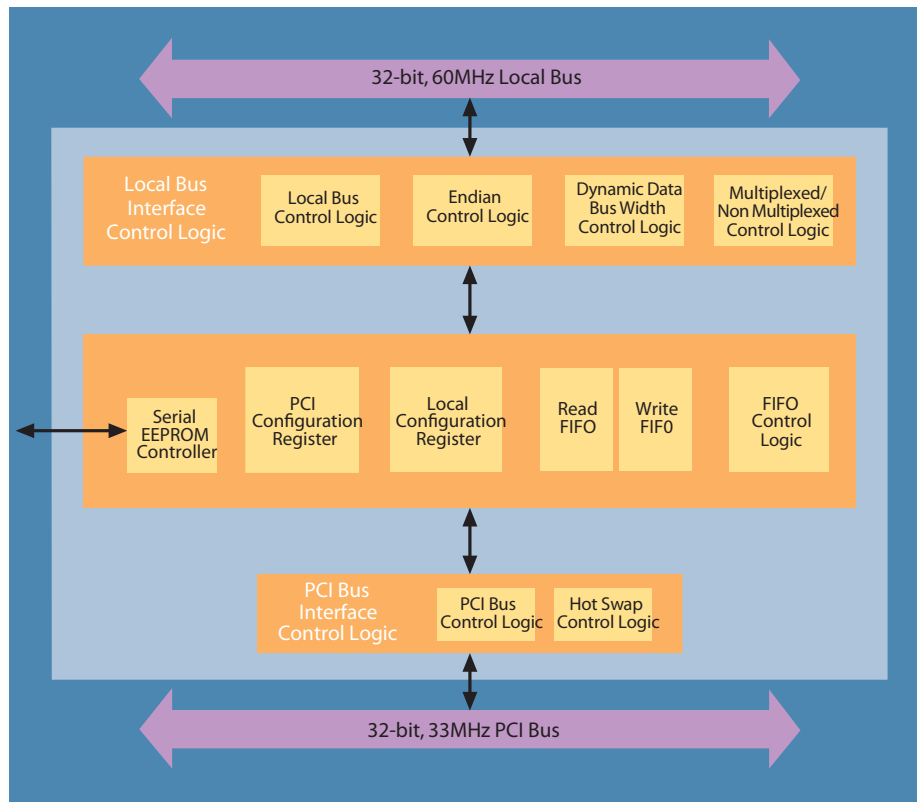 32-bit, 60MHz Local Bus
Local Bus
Interface
Control Logic
Local Bus
Control Logic
Endian
Control Logic
Dynamic Data
Bus Width
Control Logic
Multiplexed/
Non Multiplexed
Control Logic
Serial
EEPROM
Controller
PCI
Configuration
Register
Local
Configuration
Register
Read
FIFO
Write
FIF0
FIFO
Control
Logic
PCI Bus
Interface
Control Logic
PCI Bus
Control Logic
Hot Swap
Control Logic
32-bit, 33MHz PCI Bus